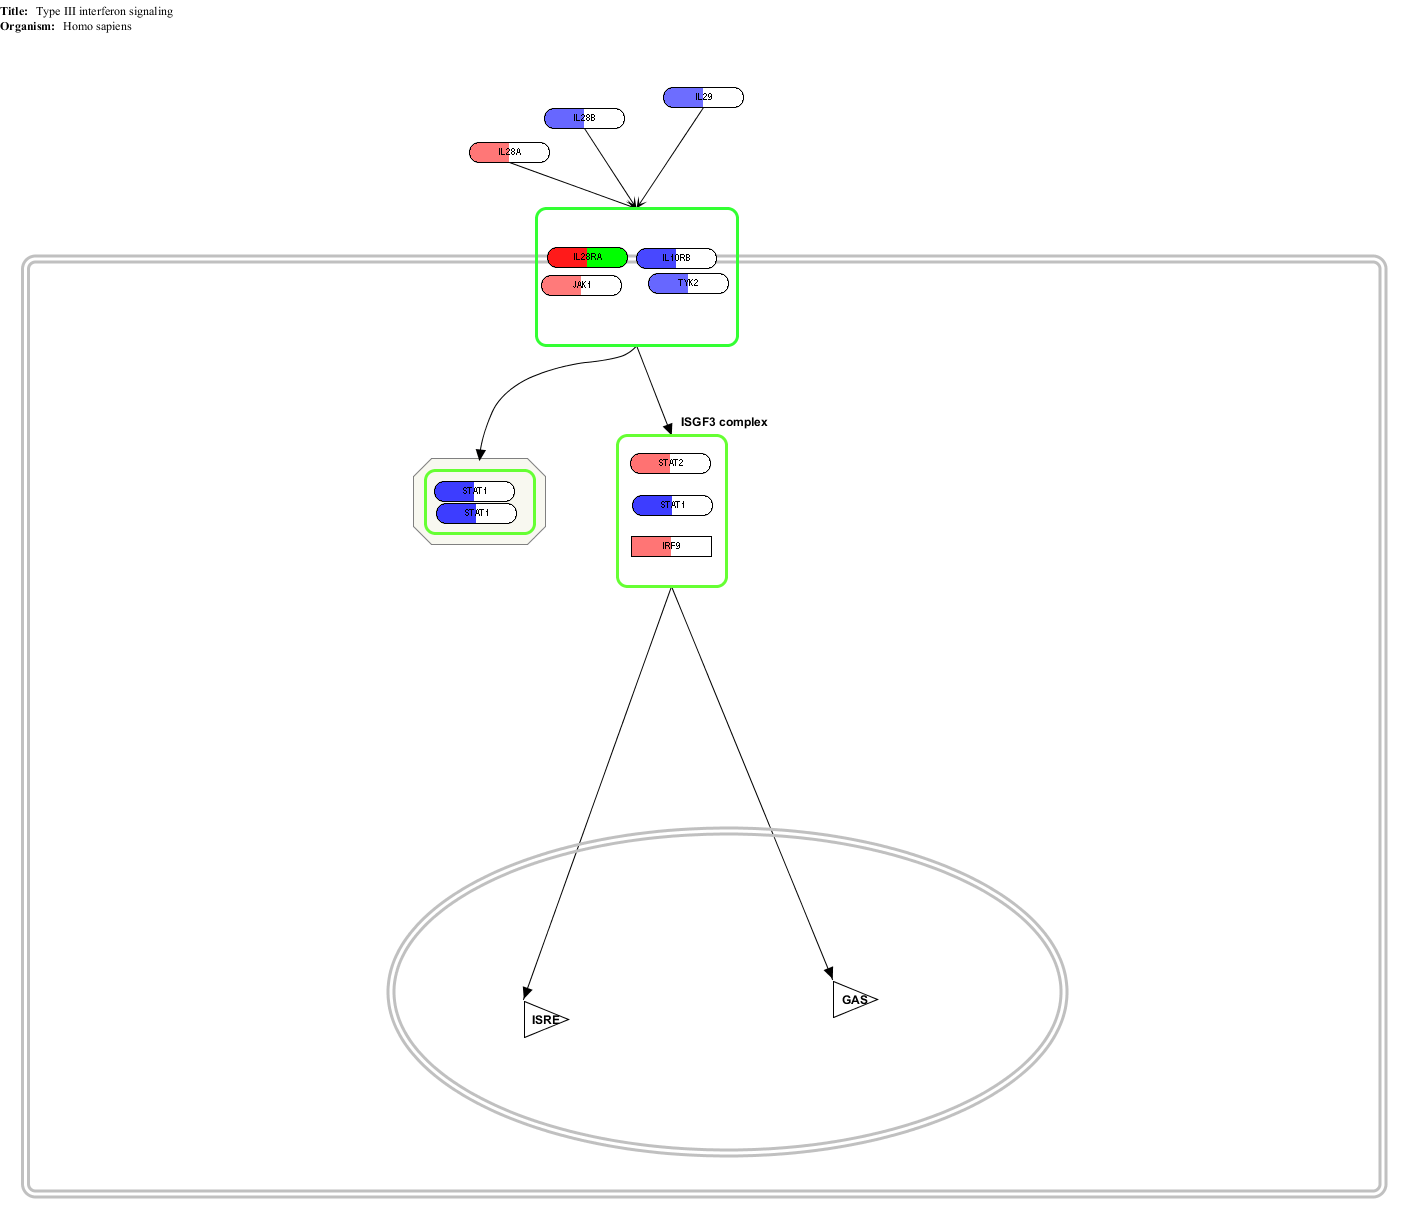 Title: Type III interferon signaling
Organism: Homo sapiens
IL29
IL28B
IL28A
IL28RA
IL10RB
JAK1
TYK2
ISGF3 complex
STAT2
STAT1
STAT1
STAT1
IRF9
GAS
ISRE